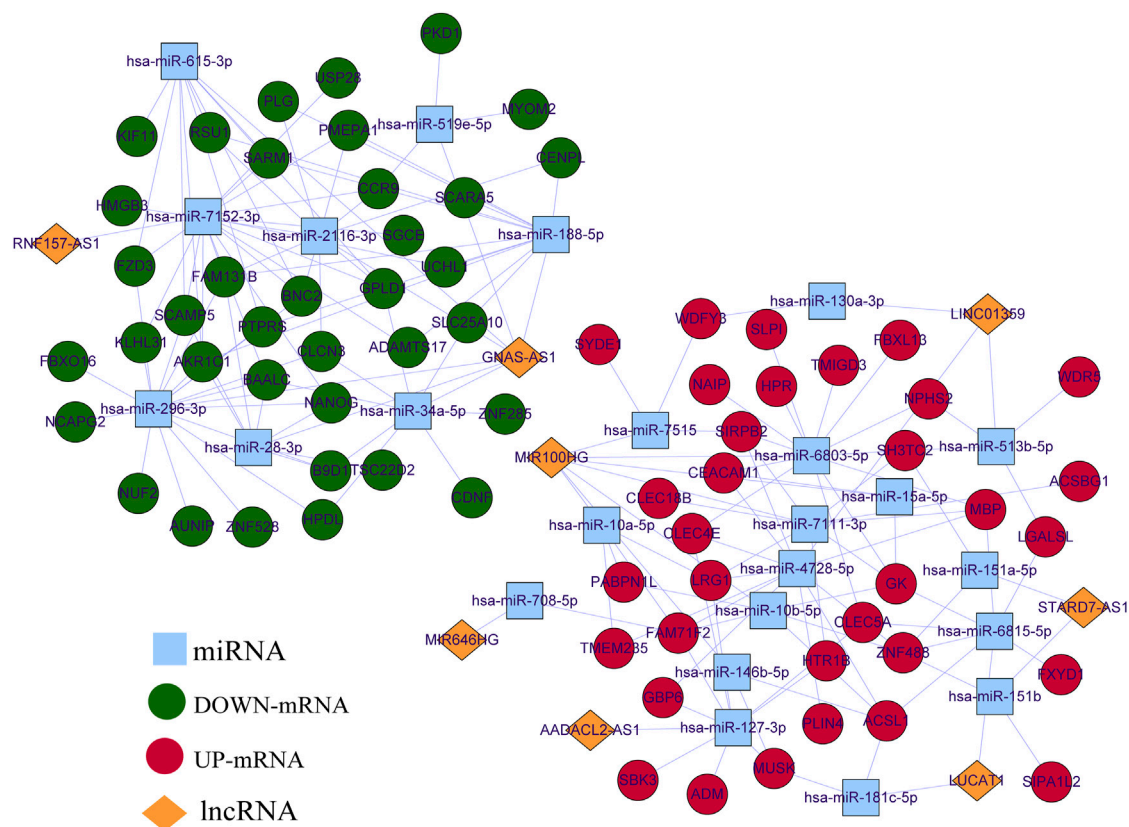 PKD1
hsa-miR-615-3p
USP28
PLG
MYOM2
hsa-miR-519e-5p
PMEPA1
RSU1
KIF11
SARM1
CENPL
CCR9
SCARA5
HMGB3
hsa-miR-7152-3p
hsa-miR-2116-3p
SGCE
hsa-miR-188-5p
RNF157-AS1
FZD3
FAM131B
UCHL1
GPLD1
BNC2
SCAMP5
PTPRS
SLC25A10
KLHL31
CLCN3
ADAMTS17
GNAS-AS1
FBXO16
AKR1C1
BAALC
NANOG
hsa-miR-296-3p
hsa-miR-34a-5p
ZNF285
NCAPG2
hsa-miR-28-3p
B9D1
TSC22D2
NUF2
CDNF
AUNIP
ZNF528
HPDL
hsa-miR-130a-3p
WDFY3
LINC01359
SLPI
FBXL13
SYDE1
TMIGD3
NAIP
HPR
WDR5
NPHS2
hsa-miR-7515
SIRPB2
hsa-miR-513b-5p
MIR100HG
hsa-miR-6803-5p
SH3TC2
CEACAM1
ACSBG1
CLEC18B
hsa-miR-15a-5p
MBP
hsa-miR-10a-5p
CLEC4E
hsa-miR-7111-3p
LGALSL
hsa-miR-4728-5p
hsa-miR-151a-5p
PABPN1L
LRG1
GK
hsa-miR-708-5p
hsa-miR-10b-5p
STARD7-AS1
MIR646HG
FAM71F2
CLEC5A
hsa-miR-6815-5p
TMEM235
ZNF488
HTR1B
hsa-miR-146b-5p
FXYD1
GBP6
hsa-miR-151b
AADACL2-AS1
hsa-miR-127-3p
PLIN4
ACSL1
SBK3
MUSK
ADM
hsa-miR-181c-5p
LUCAT1
SIPA1L2
miRNA
DOWN-mRNA
UP-mRNA
lncRNA